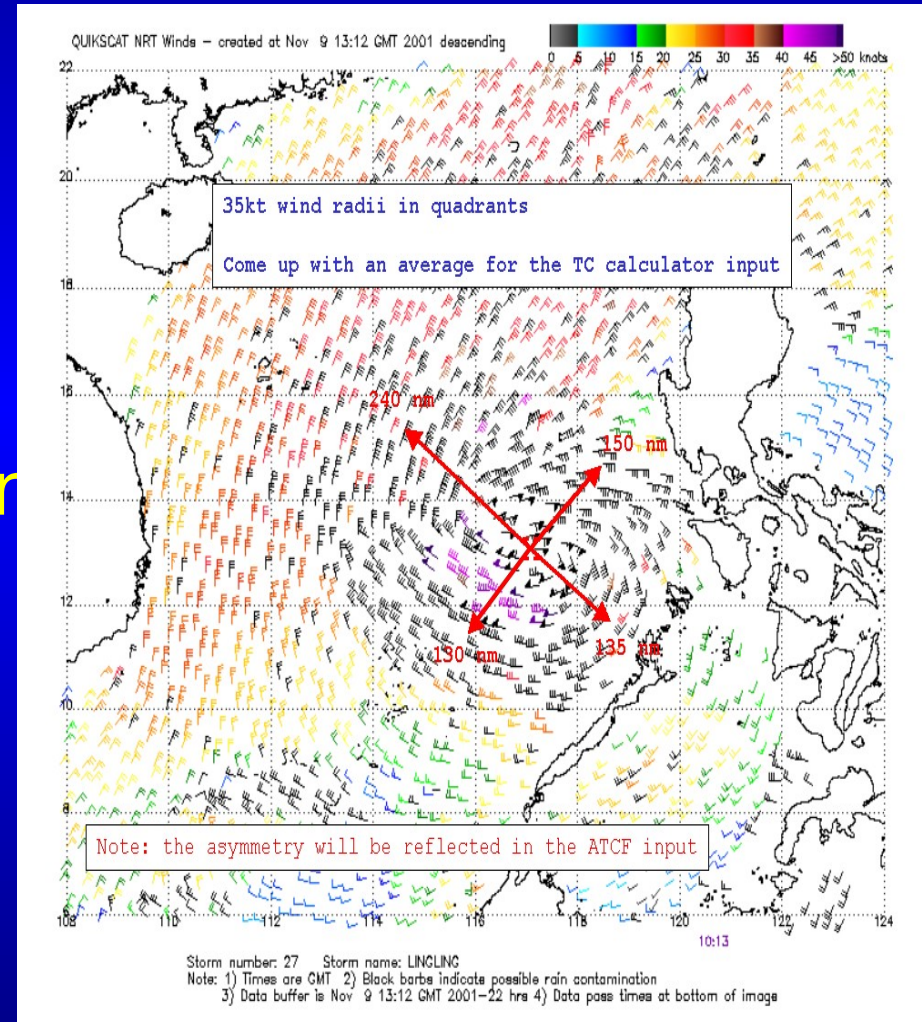 QUIKSCAT NRT Winds - created at Nov 9 13:12 GMT 2001 descending
0 5 10 15 20 25 30 35 40 45 >50 knots
22
20
35kt wind radii in quadrants
Come up with an average for the TC calculator input
18
16
240 nm
150 nm
r
14
12
130 nm
135 nm
10
8
Note: the asymmetry will be reflected in the ATCF input
108 110 112 114 116 118 120 122 124
10:13
Storm number: 27 Storm name: LINGLING
Note: 1) Times are GMT 2) Black barbs indicate possible rain contamination
3) Data buffer is Nov 9 13:12 GMT 2001-22 hrs 4) Data pass times at bottom of image